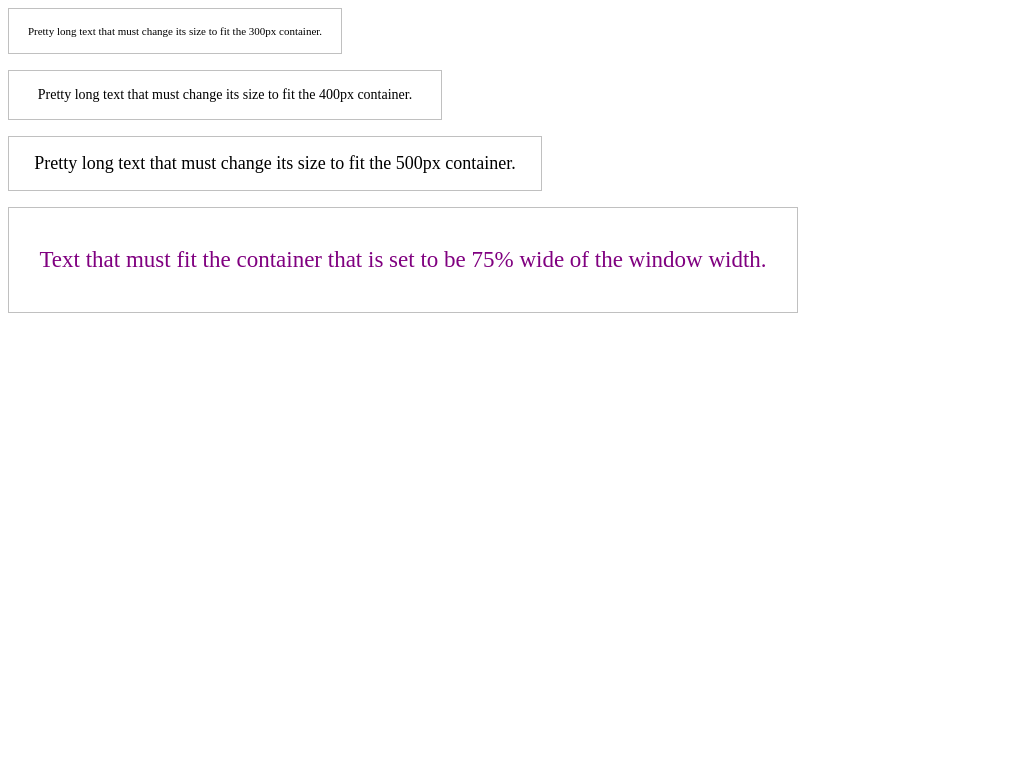 Pretty long text that must change its size to fit the 300px container.
Pretty long text that must change its size to fit the 400px container.
Pretty long text that must change its size to fit the 500px container.
Text that must fit the container that is set to be 75% wide of the window width.